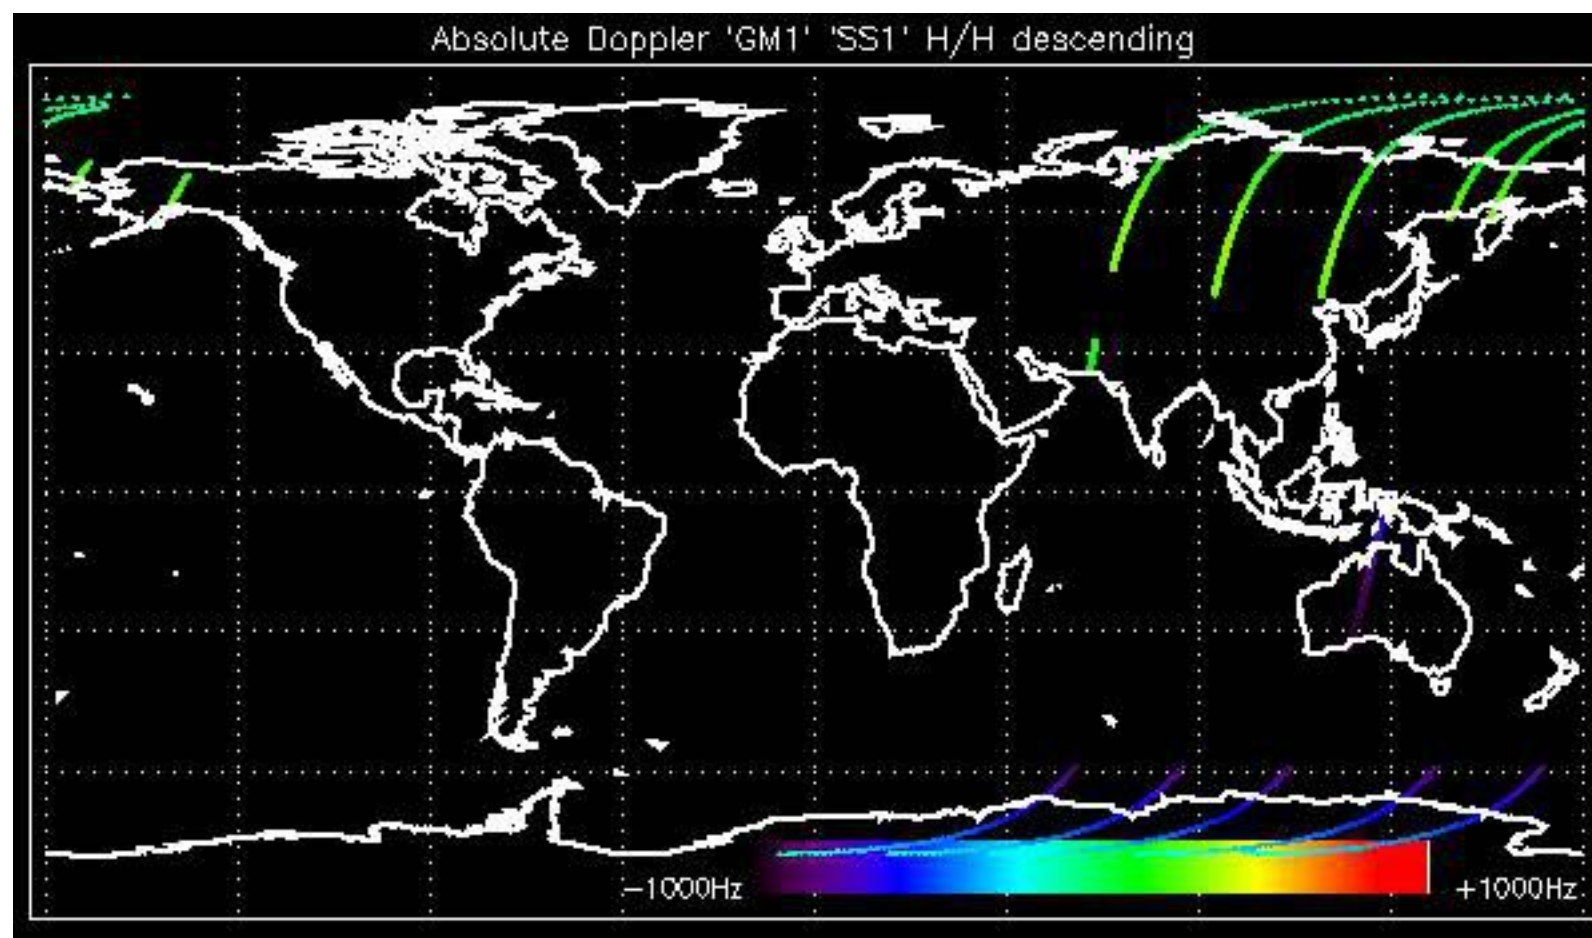 Absolute Doppler 'GM1' 'SS1' H/H descending
-1000Hz
+1000Hz